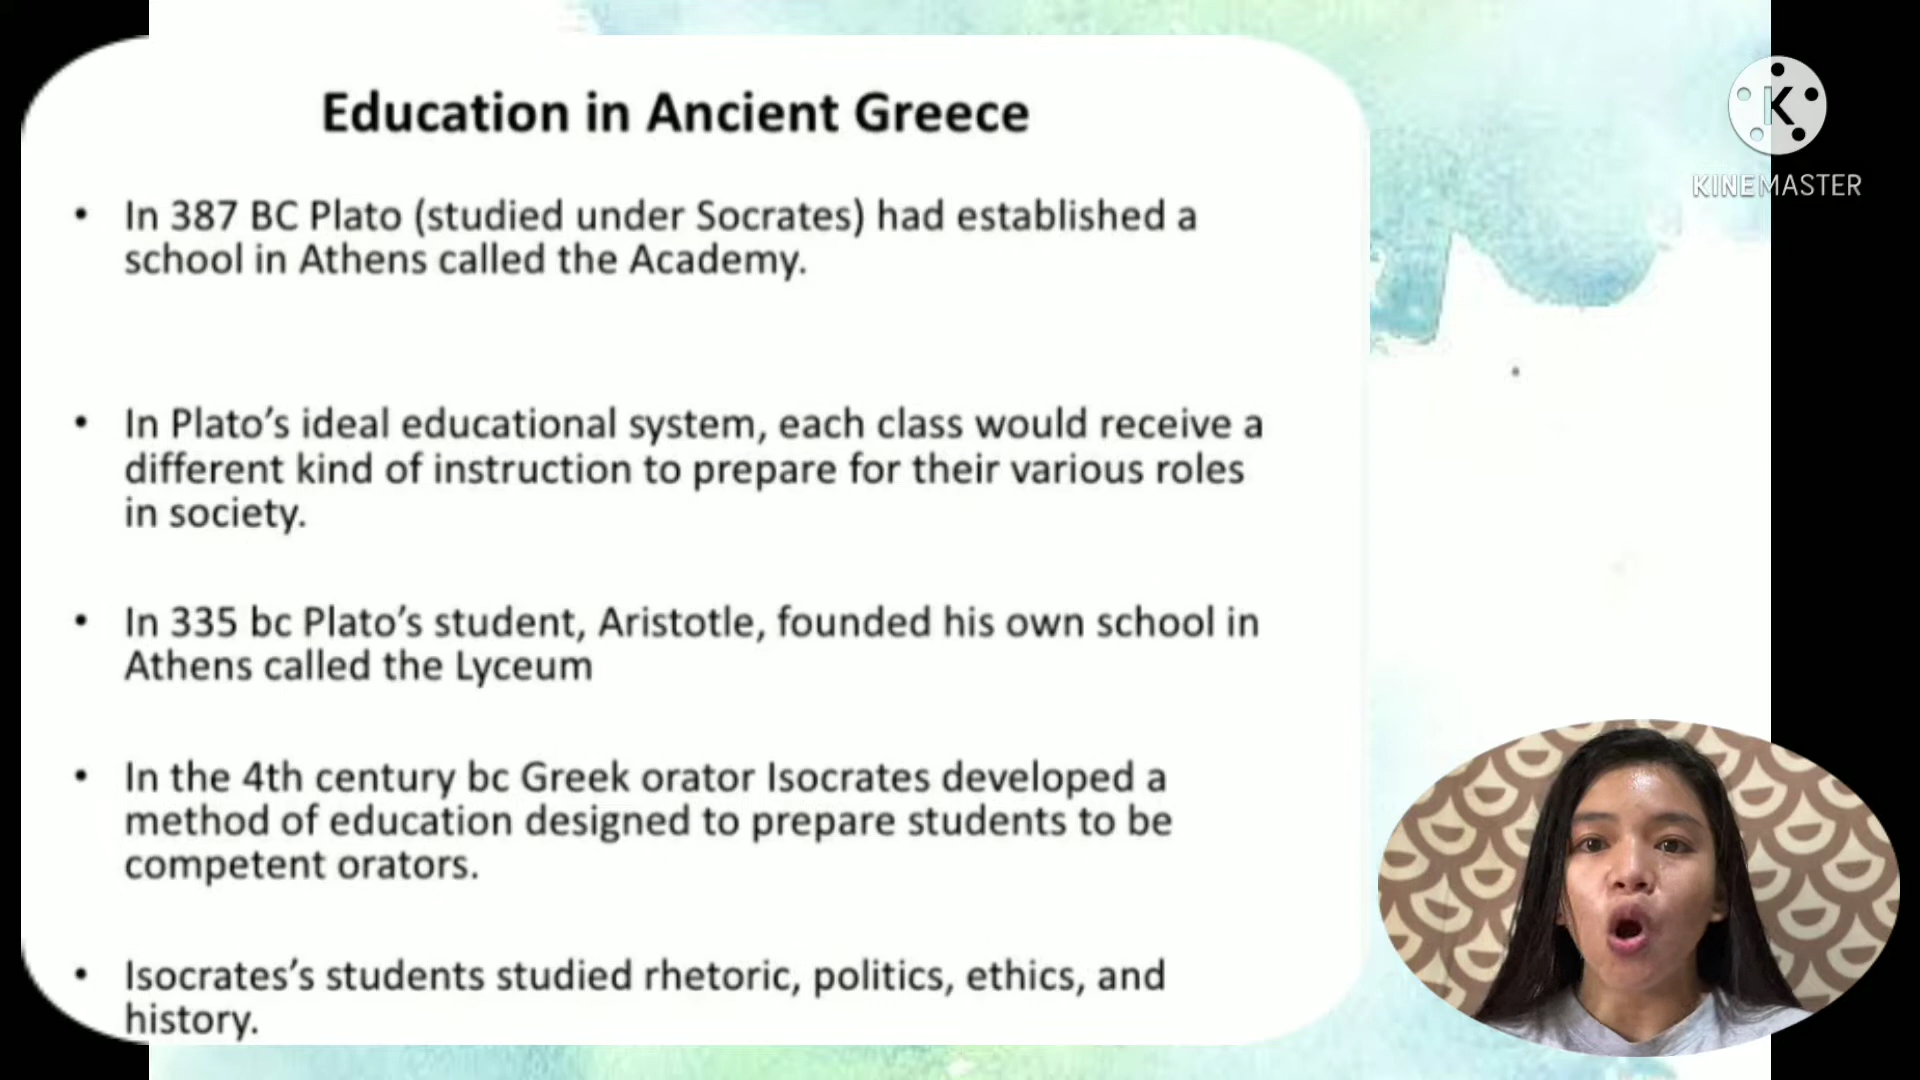 Education in Ancient Greece
• In 387 BC Plato (studied under Socrates) had established a
school in Athens called the Academy.
• In Plato’s ideal educational system, each class would receive a
different kind of instruction to prepare for their various roles
in society.
• In 335 bc Plato’s student, Aristotle, founded his own school in
Athens called the Lyceum
• In the 4th century bc Greek orator Isocrates developed a
method of education designed to prepare students to be
competent orators.
• Isocrates’s students studied rhetoric, politics, ethics, and
history.
K
KINEMASTER